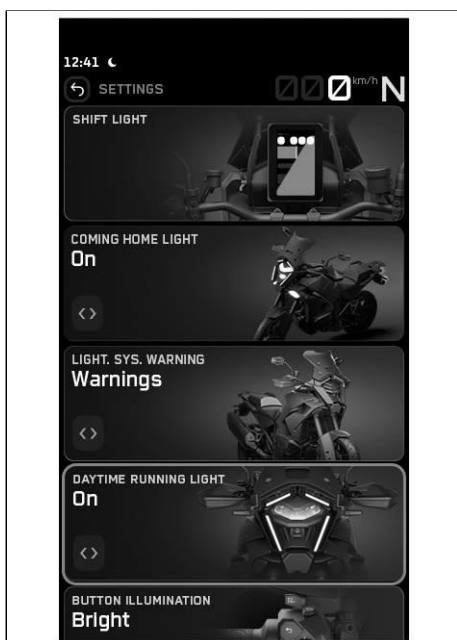 12:41
SETTINGS
000 km/h N
SHIFT LIGHT
COMING HOME LIGHT
On
LIGHT. SYS. WARNING
Warnings
DAYTIME RUNNING LIGHT
On
BUTTON ILLUMINATION
Bright